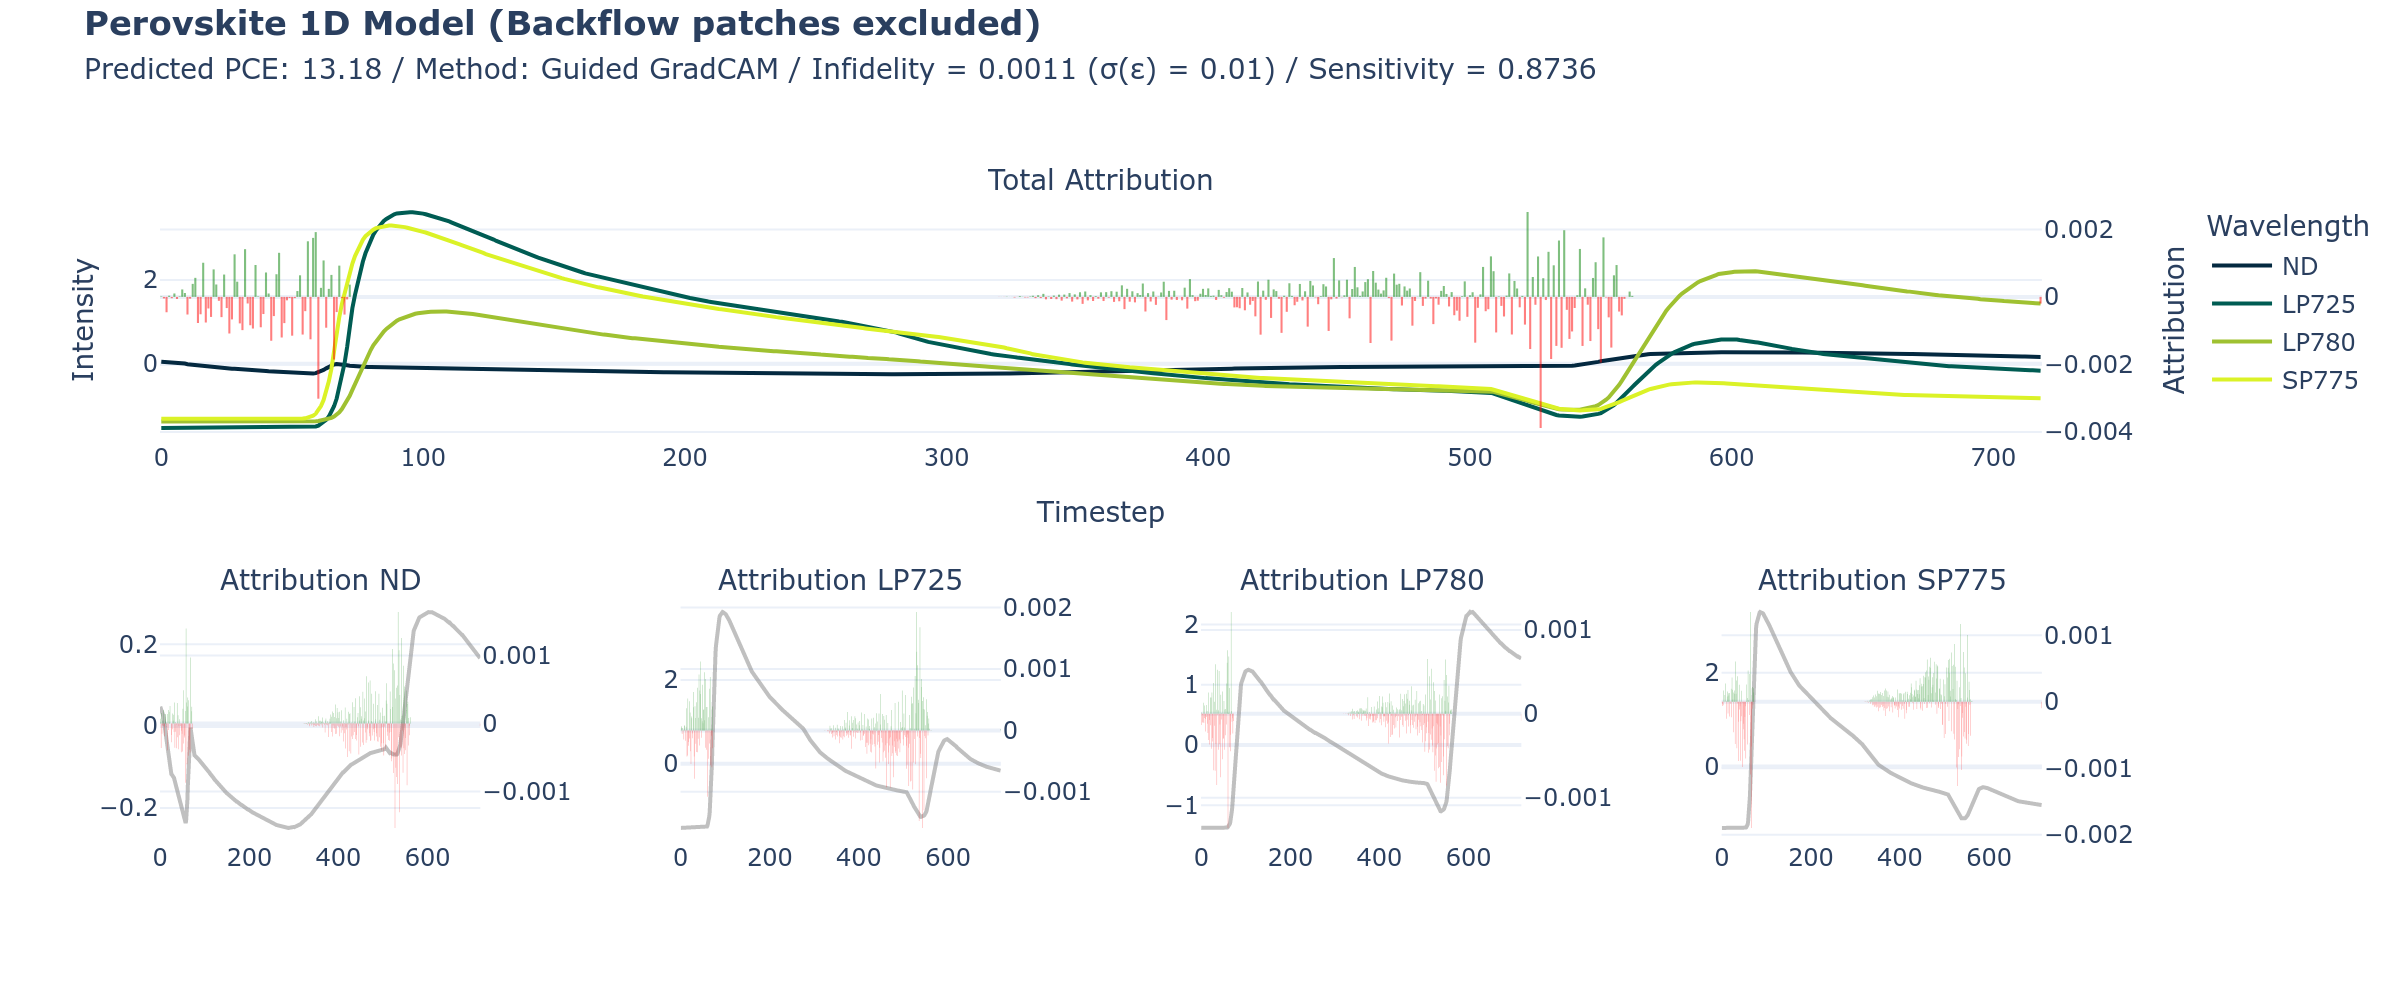 Perovskite 1D Model (Backflow patches excluded)
Predicted PCE: 13.18 / Method: Guided GradCAM / Infidelity = 0.0011 (σ(ε) = 0.01) / Sensitivity = 0.8736
Total Attribution
Intensity
2
0
0.002
0
−0.002
−0.004
Attribution
0 100 200 300 400 500 600 700
Timestep
Wavelength
ND
LP725
LP780
SP775
Attribution ND
0.2
0
−0.2
0.001
0
−0.001
0 200 400 600
Attribution LP725
2
0
0.002
0.001
0
−0.001
0 200 400 600
Attribution LP780
2
1
0
−1
0.001
0
−0.001
0 200 400 600
Attribution SP775
2
0
0.001
0
−0.001
−0.002
0 200 400 600